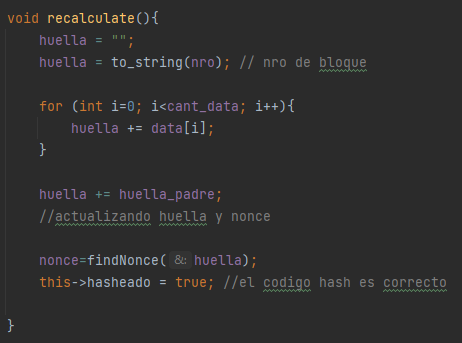 void recalculate(){
huella = "";
huella = to_string(nro); // nro de bloque
for (int i=0; i<cant_data; i++){
huella += data[i];
}
huella += huella_padre;
//actualizando huella y nonce
nonce=findNonce( &: huella);
this->hasheado = true; //el codigo hash es correcto
}